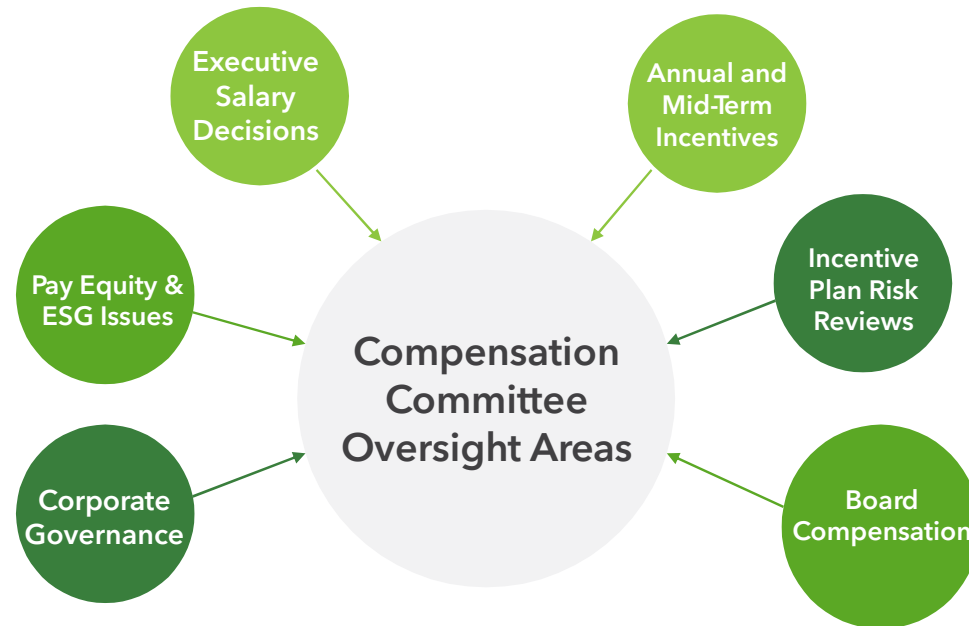 Executive
Salary
Decisions
Annual and
Mid-Term
Incentives
Pay Equity &
ESG Issues
Incentive
Plan Risk
Reviews
Compensation
Committee
Oversight Areas
Corporate
Governance
Board
Compensation